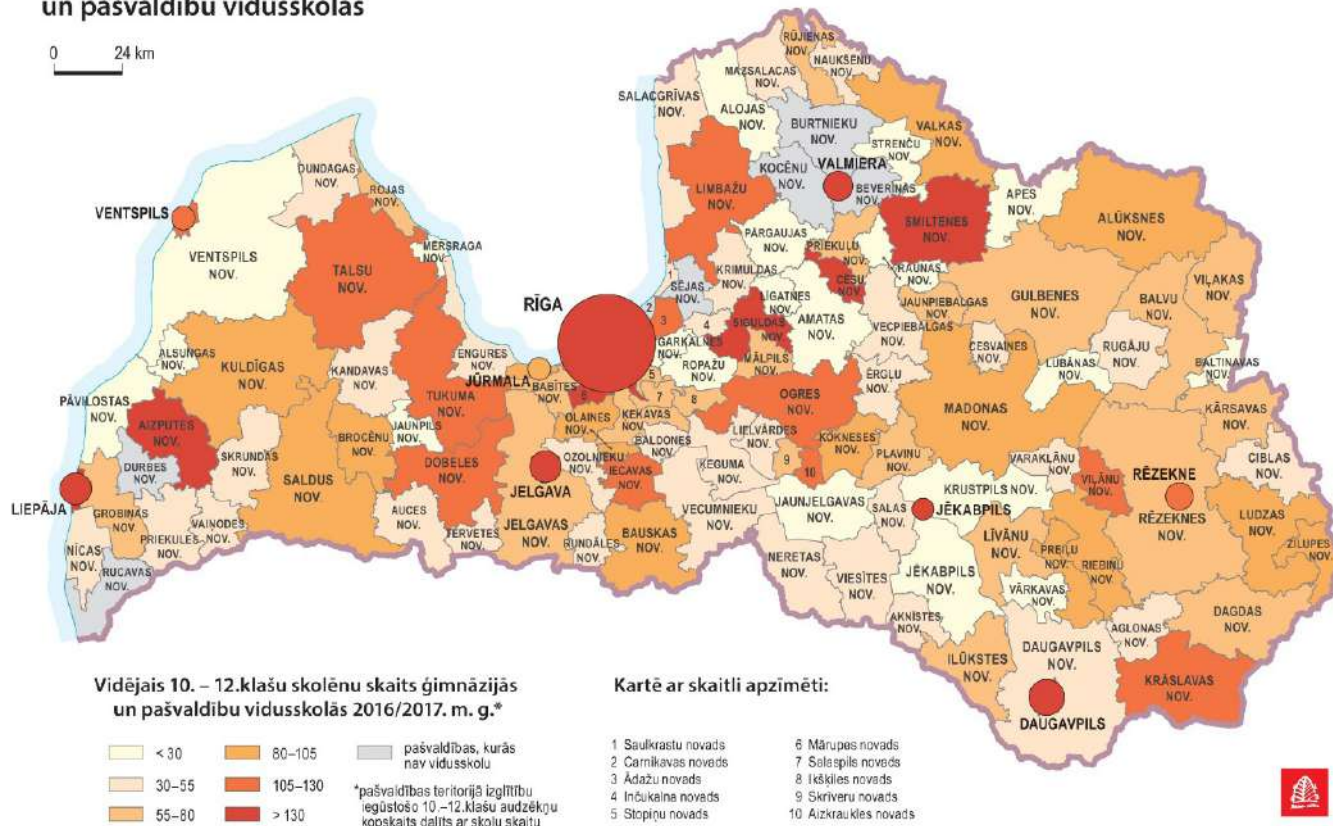 un pašvaldību vidusskolās
0 24 km
RŪJIENAS
NOV.
NAUKŠĒNU
NOV.
MAZSALACAS
NOV.
SALACGRĪVAS
NOV.
ALOJAS
NOV.
BURTNIEKU
NOV.
VALKAS
NOV.
STRENČU
NOV.
DUNDAGAS
NOV.
KOCĒNU
NOV.
VALMIERA
ROJAS
NOV.
LIMBAŽU
NOV.
BEVERĪNAS
NOV.
APES
NOV.
VENTSPILS
SMILTENES
NOV.
ALŪKSNES
NOV.
PĀRGAUJAS
NOV.
PRIEKUĻU
NOV.
MĒRSRAGA
NOV.
VENTSPILS
NOV.
TALSU
NOV.
KRIMULDAS
NOV.
CĒSU
NOV.
RAUNAS
NOV.
1
SĒJAS
NOV.
LĪGATNES
NOV.
JAUNPIEBALGAS
NOV.
GULBENES
NOV.
BALVU
NOV.
VIĻAKAS
NOV.
RĪGA
2
3
4
SIGULDAS
NOV.
AMATAS
NOV.
VECPIEBALGAS
NOV.
GARKALNES
NOV.
CESVAINES
NOV.
RUGĀJU
NOV.
ALSUNGAS
NOV.
KULDĪGAS
NOV.
KANDAVAS
NOV.
ENGURES
NOV.
ROPAŽU
NOV.
MĀLPILS
NOV.
LUBĀNAS
NOV.
BALTINAVAS
NOV.
JŪRMALA
BABĪTES
NOV.
5
ĒRGĻU
NOV.
PĀVILOSTAS
NOV.
TUKUMA
NOV.
6
7
8
OGRES
NOV.
MADONAS
NOV.
KĀRSAVAS
NOV.
AIZPUTES
NOV.
BROCĒNU
NOV.
JAUNPILS
NOV.
OLAINES
NOV.
ĶEKAVAS
NOV.
LIELVĀRDES
NOV.
KOKNESES
NOV.
DURBES
NOV.
SKRUNDAS
NOV.
SALDUS
NOV.
DOBELES
NOV.
OZOLNIEKU
NOV.
BALDONES
NOV.
ĶEGUMA
NOV.
9
10
PĻAVIŅU
NOV.
VARAKĻĀNU
NOV.
CIBLAS
NOV.
LIEPĀJA
JELGAVA
IECAVAS
NOV.
VIĻĀNU
NOV.
RĒZEKNE
GROBIŅAS
NOV.
VAIŅODES
NOV.
PRIEKULES
NOV.
AUCES
NOV.
JELGAVAS
NOV.
VECUMNIEKU
NOV.
JAUNJELGAVAS
NOV.
SALAS
NOV.
KRUSTPILS NOV.
JĒKABPILS
RĒZEKNES
NOV.
LUDZAS
NOV.
NĪCAS
NOV.
TĒRVETES
NOV.
RUNDĀLES
NOV.
BAUSKAS
NOV.
LĪVĀNU
NOV.
PREIĻU
NOV.
ZILUPES
NOV.
RUCAVAS
NOV.
NERETAS
NOV.
VIESĪTES
NOV.
JĒKABPILS
NOV.
RIEBIŅU
NOV.
VĀRKAVAS
NOV.
AKNĪSTES
NOV.
AGLONAS
NOV.
DAGDAS
NOV.
ILŪKSTES
NOV.
DAUGAVPILS
NOV.
KRĀSLAVAS
NOV.
DAUGAVPILS
Vidējais 10. – 12.klašu skolēnu skaits ģimnāzijās
un pašvaldību vidusskolās 2016/2017. m. g.*
< 30
30–55
55–80
80–105
105–130
> 130
pašvaldības, kurās
nav vidusskolu
*pašvaldības teritorijā izglītību
iegūstošo 10.–12.klašu audzēkņu
kopskaits dalīts ar skolu skaitu
Kartē ar skaitli apzīmēti:
1 Saulkrastu novads
2 Carnikavas novads
3 Ādažu novads
4 Inčukalna novads
5 Stopiņu novads
6 Mārupes novads
7 Salaspils novads
8 Ikšķiles novads
9 Skrīveru novads
10 Aizkraukles novads